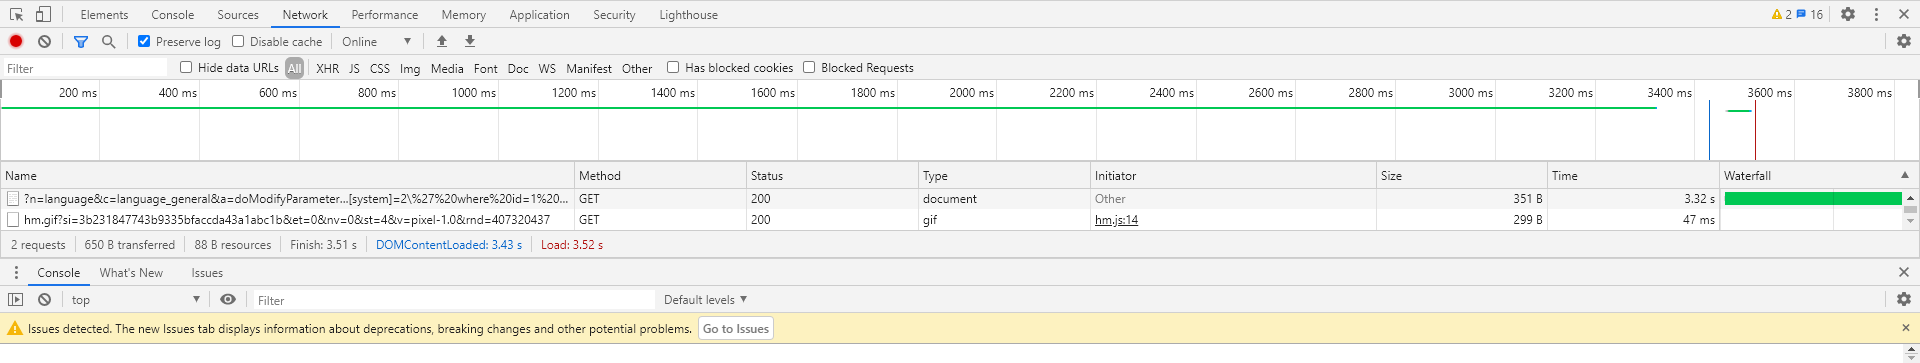 Elements Console Sources Network Performance Memory Application Security Lighthouse 2 16
Preserve log Disable cache Online
Filter Hide data URLs All XHR JS CSS Img Media Font Doc WS Manifest Other Has blocked cookies Blocked Requests
200 ms 400 ms 600 ms 800 ms 1000 ms 1200 ms 1400 ms 1600 ms 1800 ms 2000 ms 2200 ms 2400 ms 2600 ms 2800 ms 3000 ms 3200 ms 3400 ms 3600 ms 3800 ms
Name Method Status Type Initiator Size Time Waterfall
?n=language&c=language_general&a=doModifyParameter...[system]=2\%27%20where%20id=1%20... GET 200 document Other 351 B 3.32 s
hm.gif?si=3b231847743b9335bfaccda43a1abc1b&et=0&nv=0&st=4&v=pixel-1.0&rnd=407320437 GET 200 gif hm.js:14 299 B 47 ms
2 requests 650 B transferred 88 B resources Finish: 3.51 s DOMContentLoaded: 3.43 s Load: 3.52 s
Console What's New Issues
top Filter Default levels
Issues detected. The new Issues tab displays information about deprecations, breaking changes and other potential problems. Go to Issues